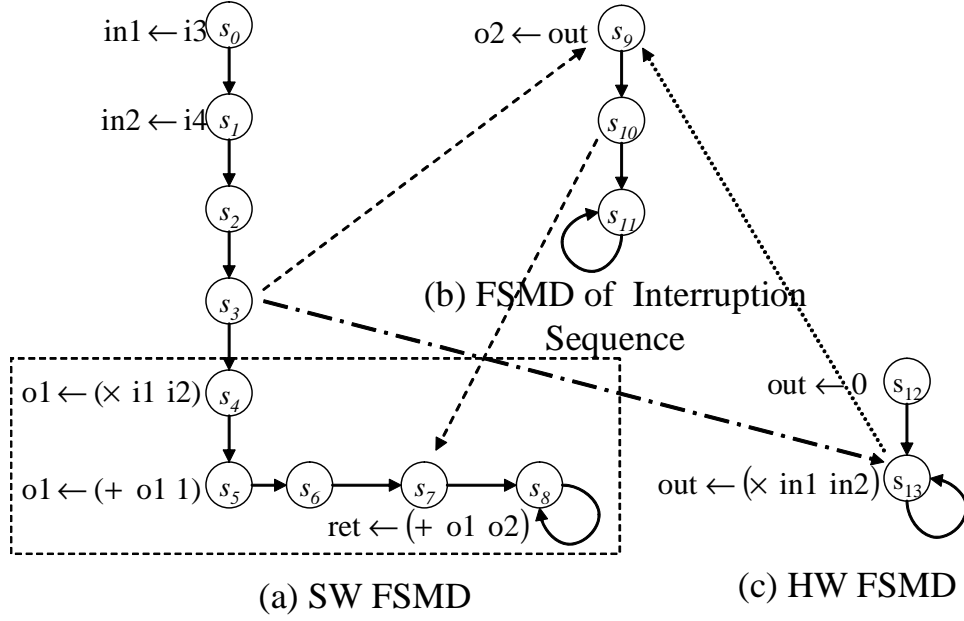 in1 ← i3
s0
in2 ← i4
s1
s2
s3
o1 ← (× i1 i2)
s4
o1 ← (+ o1 1)
s5
s6
s7
s8
ret ← (+ o1 o2)
(a) SW FSMD
o2 ← out
s9
s10
s11
(b) FSMD of Interruption
Sequence
out ← 0
s12
out ← (× in1 in2)
s13
(c) HW FSMD